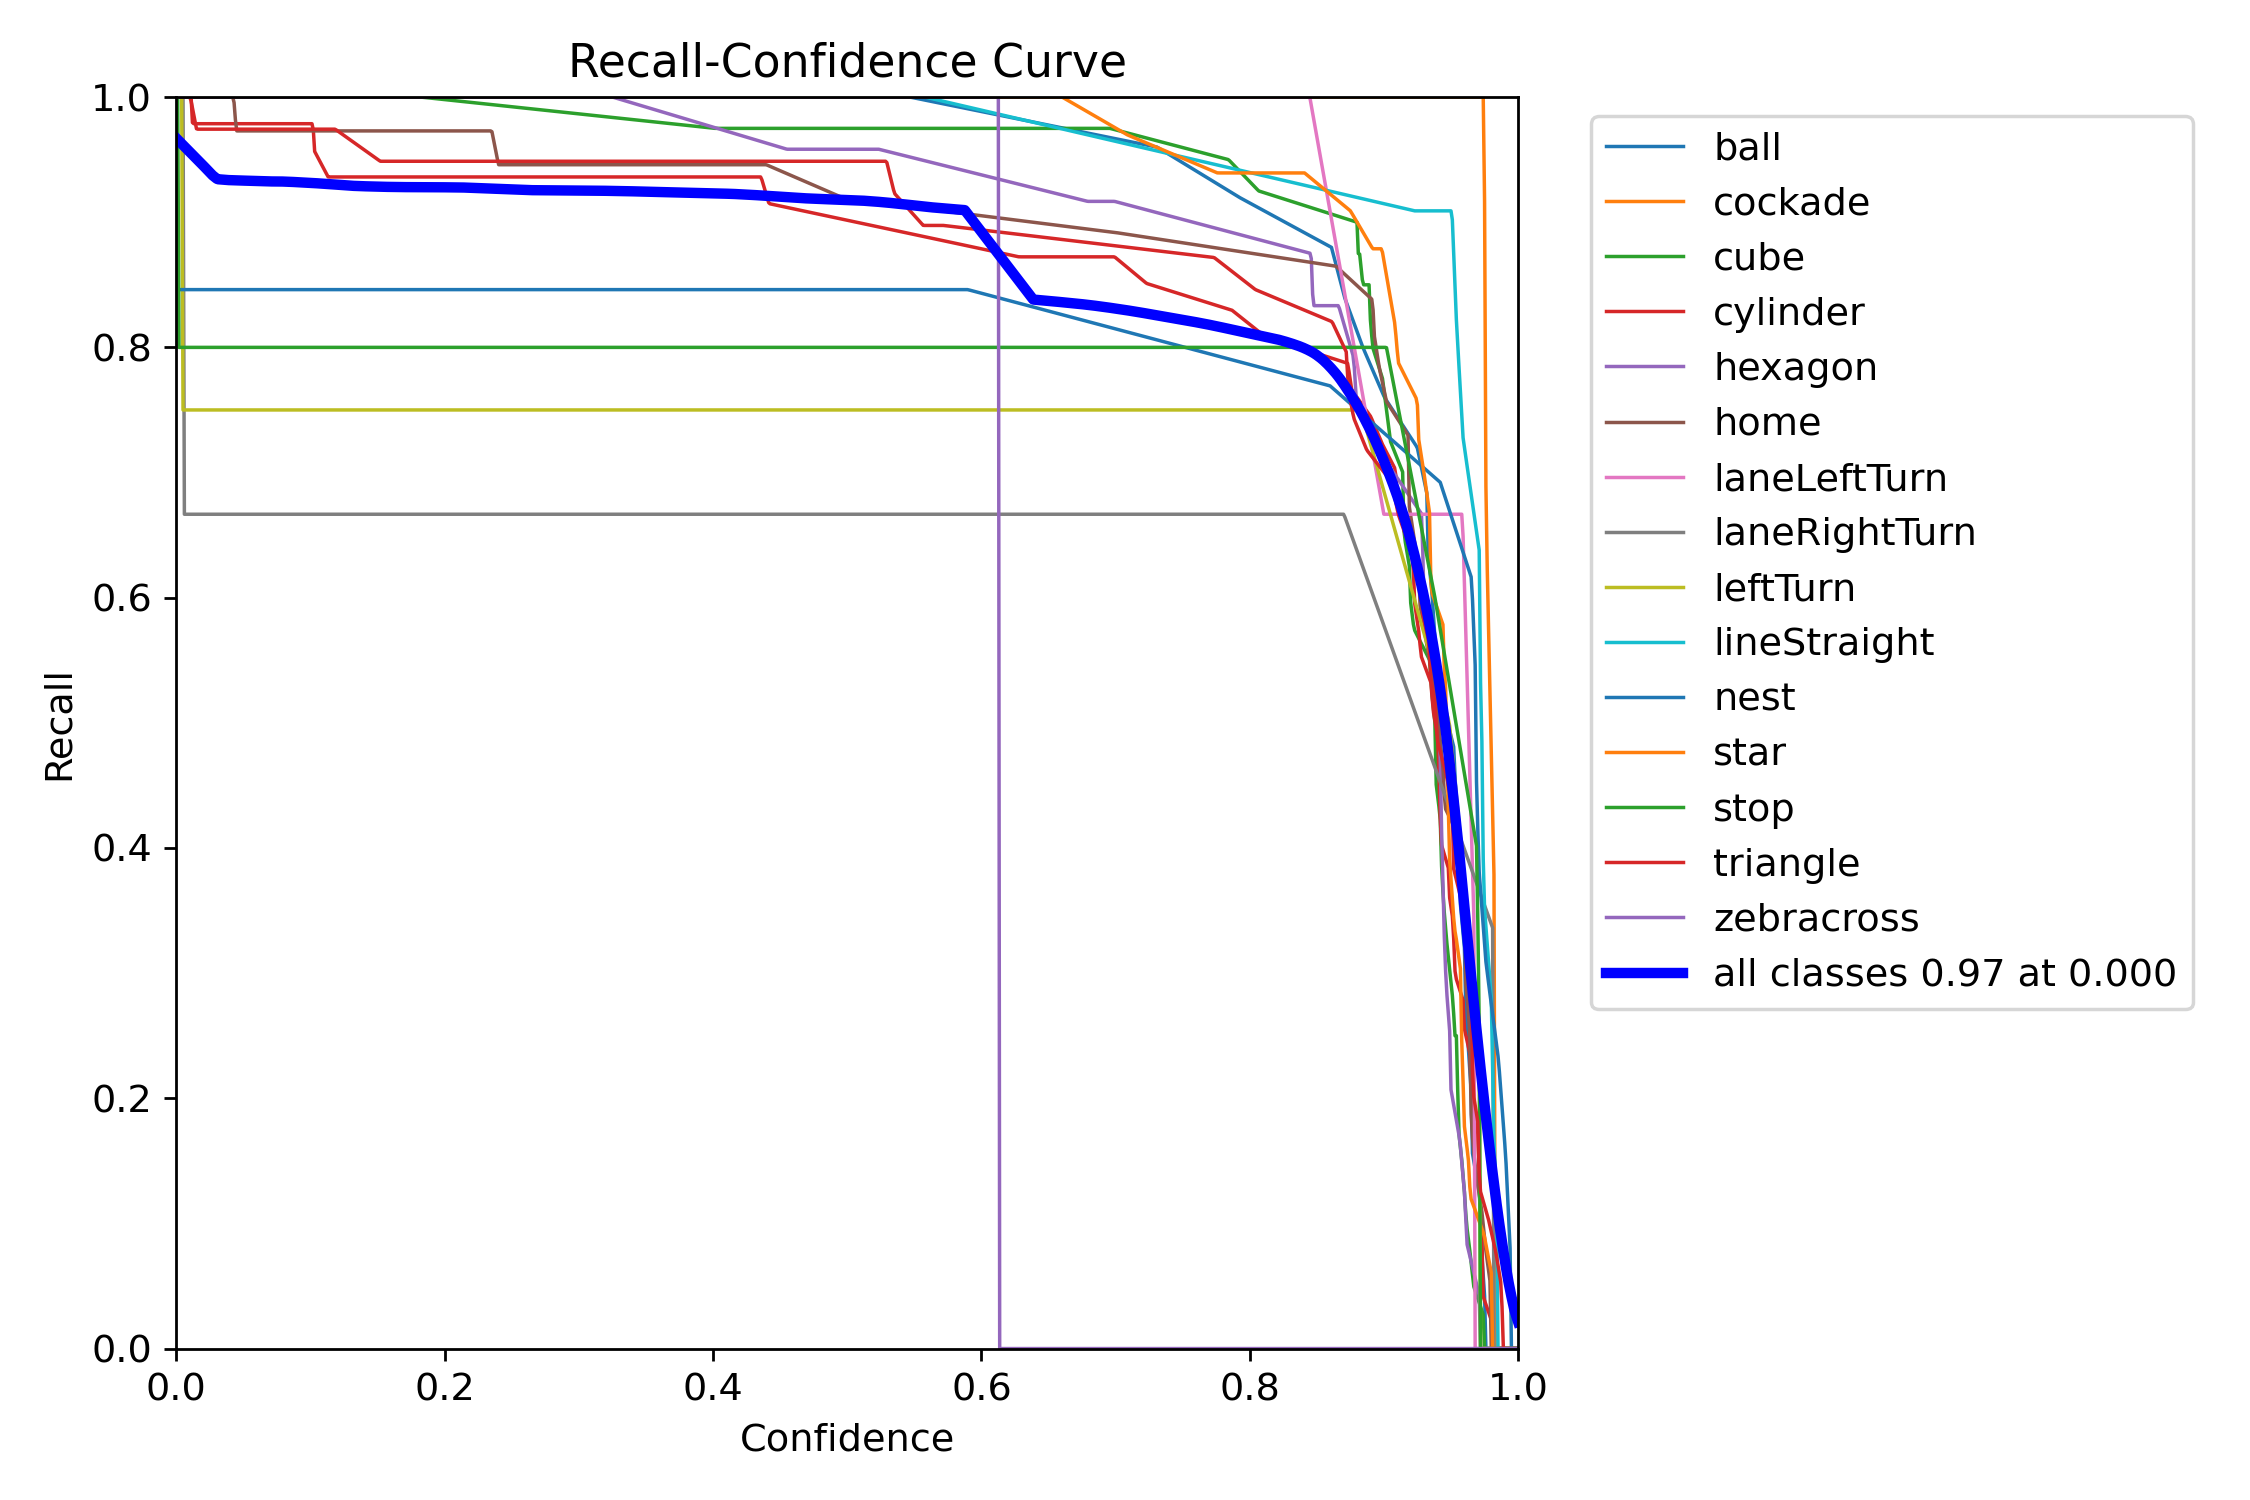 Recall-Confidence Curve
1.0
0.8
0.6
0.4
0.2
0.0
Recall
0.0 0.2 0.4 0.6 0.8 1.0
Confidence
ball
cockade
cube
cylinder
hexagon
home
laneLeftTurn
laneRightTurn
leftTurn
lineStraight
nest
star
stop
triangle
zebracross
all classes 0.97 at 0.000